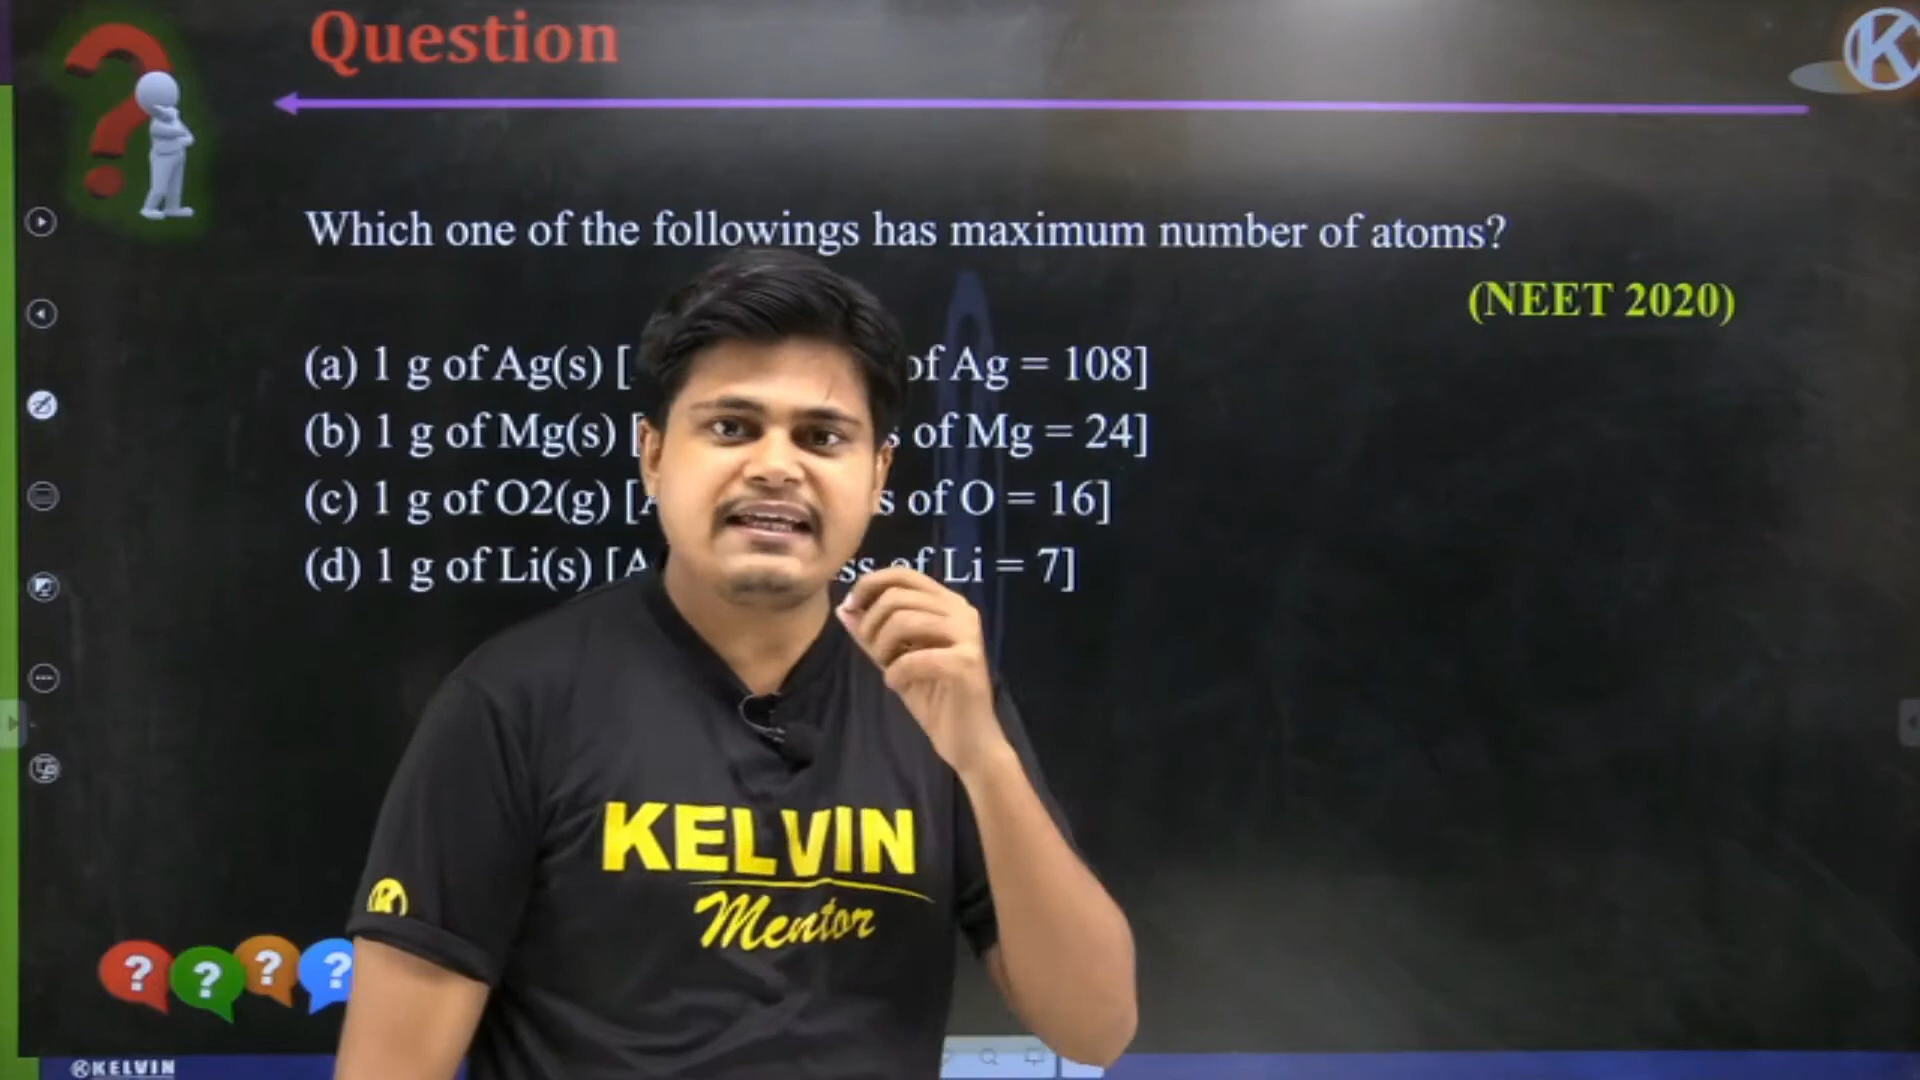 Question
Which one of the followings has maximum number of atoms?
(NEET 2020)
(a) 1 g of Ag(s) [ of Ag = 108]
(b) 1 g of Mg(s) [ of Mg = 24]
(c) 1 g of O2(g) [A s of O = 16]
(d) 1 g of Li(s) [A ss of Li = 7]
KELVIN
Mentor
K
K
? ? ? ?
KELVIN